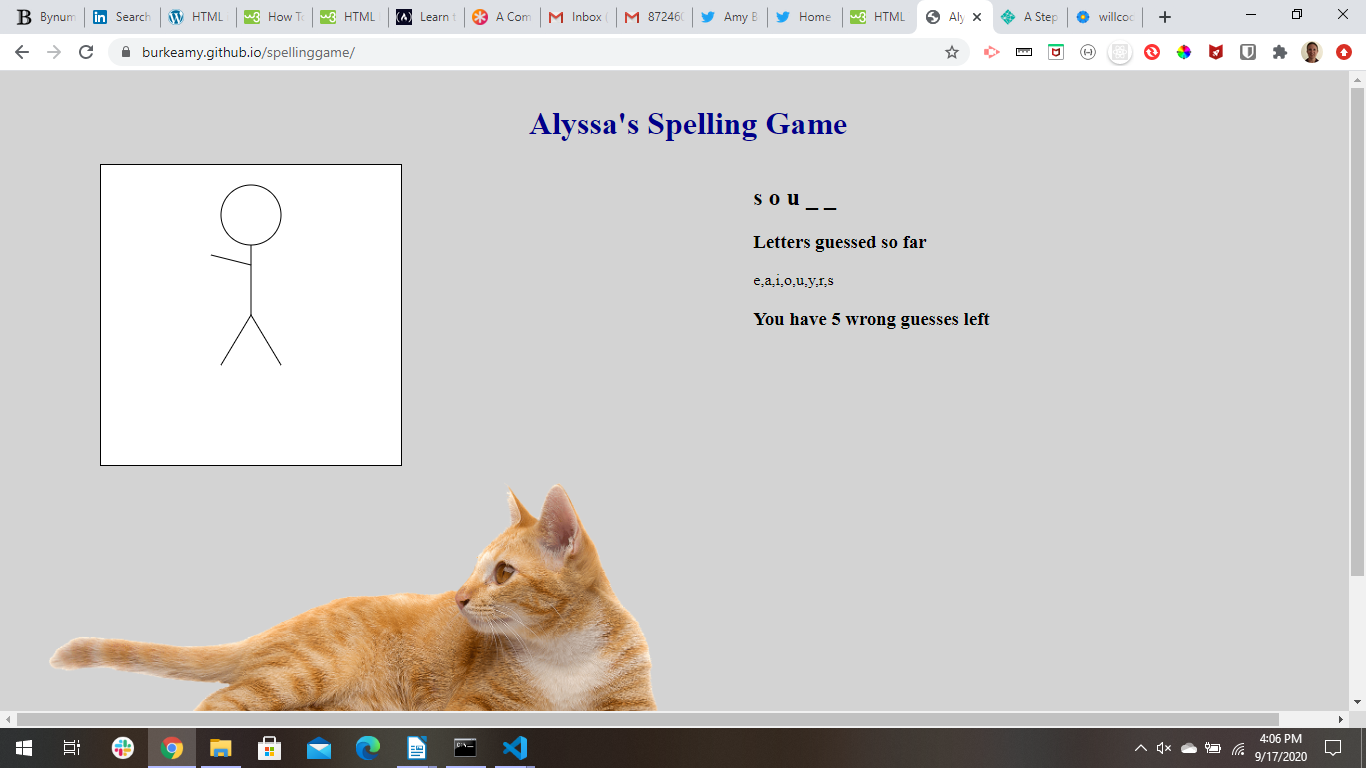 Bynum
Search
HTML
How To
HTML
Learn t
A Com
Inbox (
872460
Amy B
Home
HTML
Aly
A Step
willcoc
burkeamy.github.io/spellinggame/
Alyssa's Spelling Game
s o u _ _
Letters guessed so far
e,a,i,o,u,y,r,s
You have 5 wrong guesses left
4:06 PM
9/17/2020